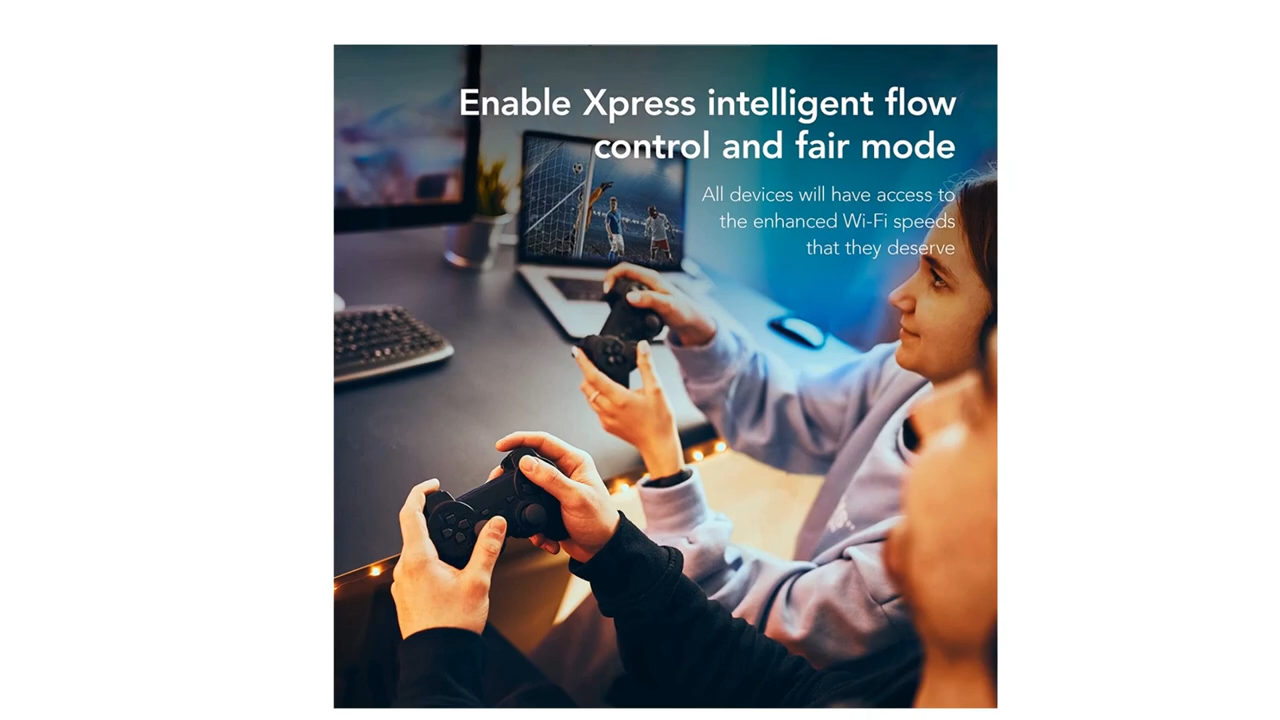 Enable Xpress intelligent flow
control and fair mode
All devices will have access to
the enhanced Wi-Fi speeds
that they deserve